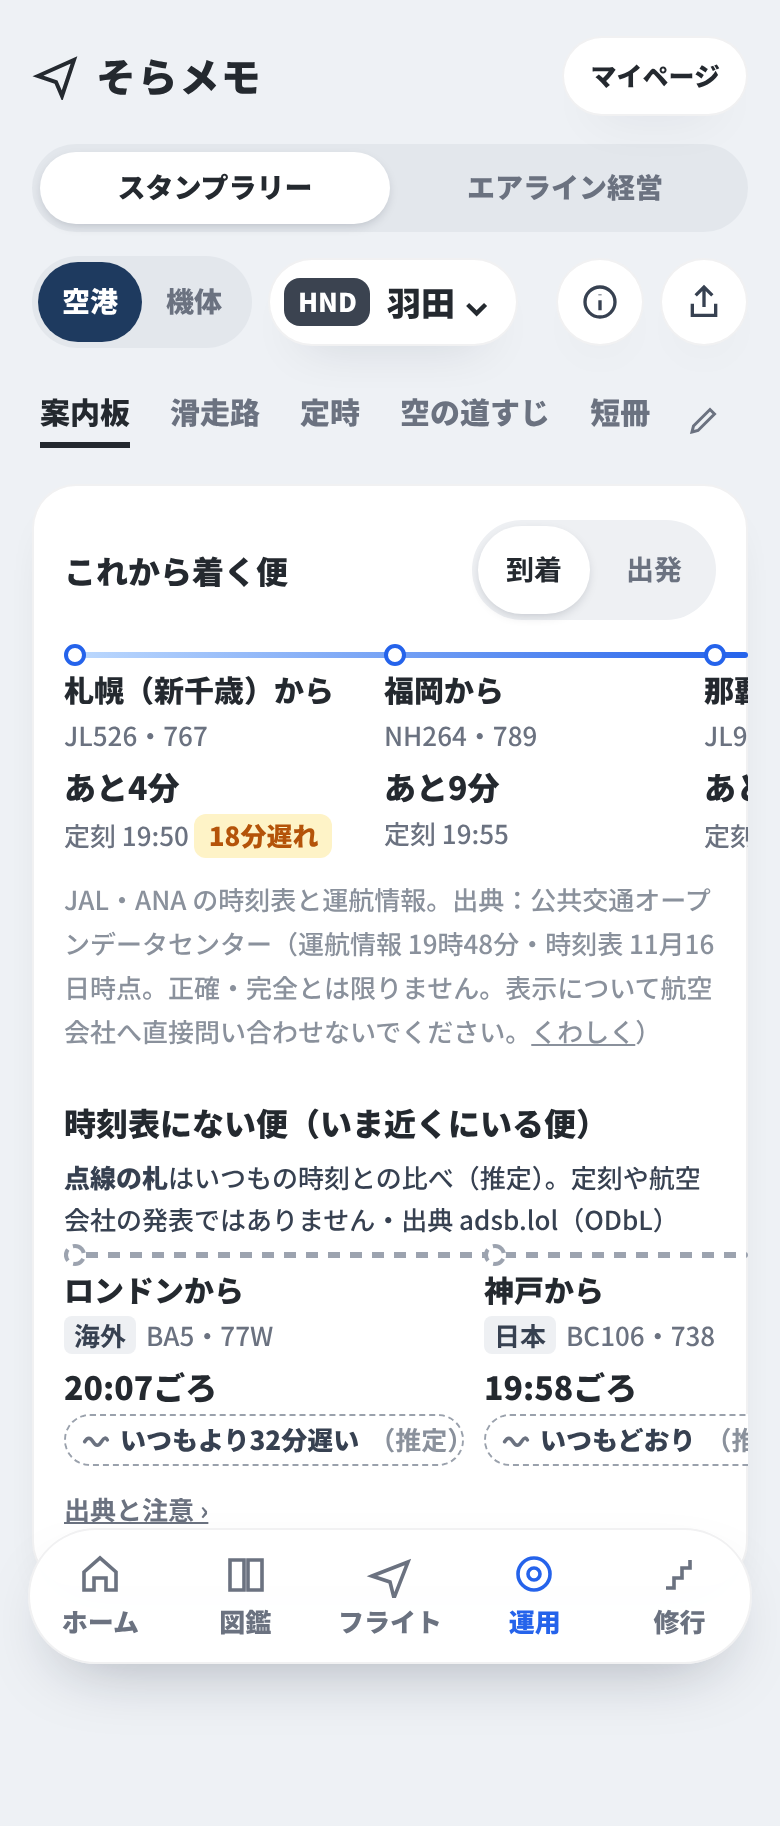 そらメモ
マイページ
スタンプラリー
エアライン経営
空港
機体
HND 羽田
案内板
滑走路
定時
空の道すじ
短冊
これから着く便
到着
出発
札幌（新千歳）から
JL526・767
あと4分
定刻 19:50 18分遅れ
福岡から
NH264・789
あと9分
定刻 19:55
JL9
定刻
JAL・ANA の時刻表と運航情報。出典：公共交通オープ
ンデータセンター（運航情報 19時48分・時刻表 11月16
日時点。正確・完全とは限りません。表示について航空
会社へ直接問い合わせないでください。くわしく）
時刻表にない便（いま近くにいる便）
点線の札はいつもの時刻との比べ（推定）。定刻や航空
会社の発表ではありません・出典 adsb.lol（ODbL）
ロンドンから
海外 BA5・77W
20:07ごろ
いつもより32分遅い （推定）
神戸から
日本 BC106・738
19:58ごろ
いつもどおり
出典と注意 ›
ホーム
図鑑
フライト
運用
修行